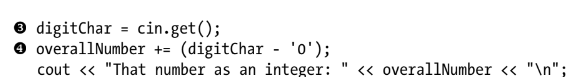 ❸ digitChar = cin.get();
❹ overallNumber += (digitChar - '0');
cout << "That number as an integer: " << overallNumber << "\n";